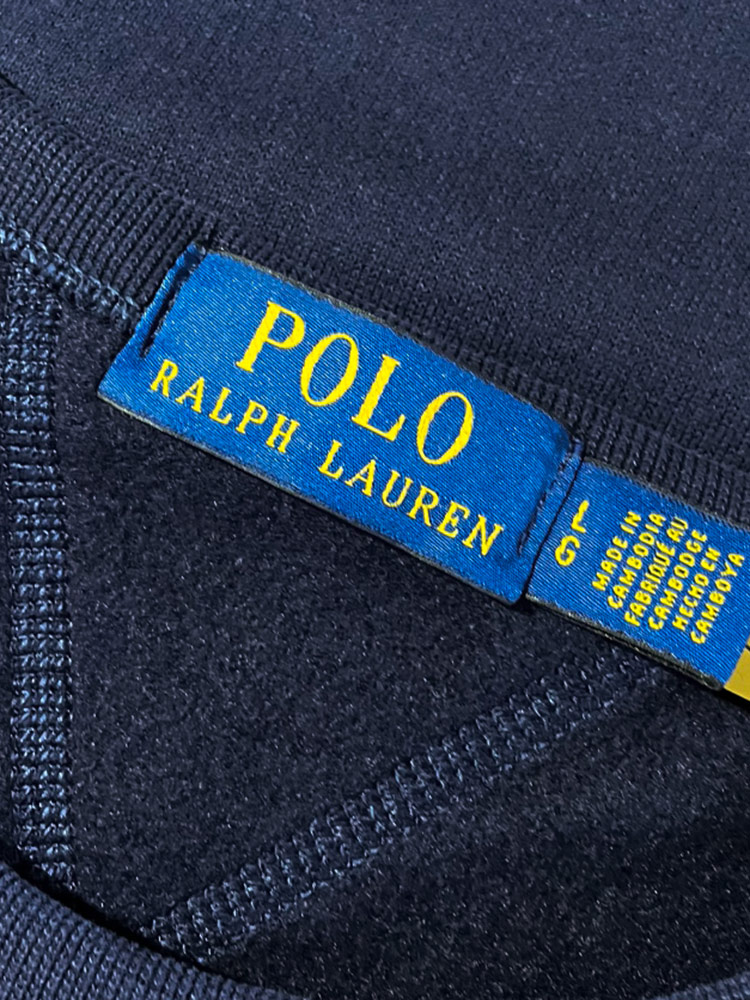 POLO
RALPH LAUREN
L
G
MADE IN
CAMBODIA
FABRIQUÉ AU
CAMBODGE
HECHO EN
CAMBOYA